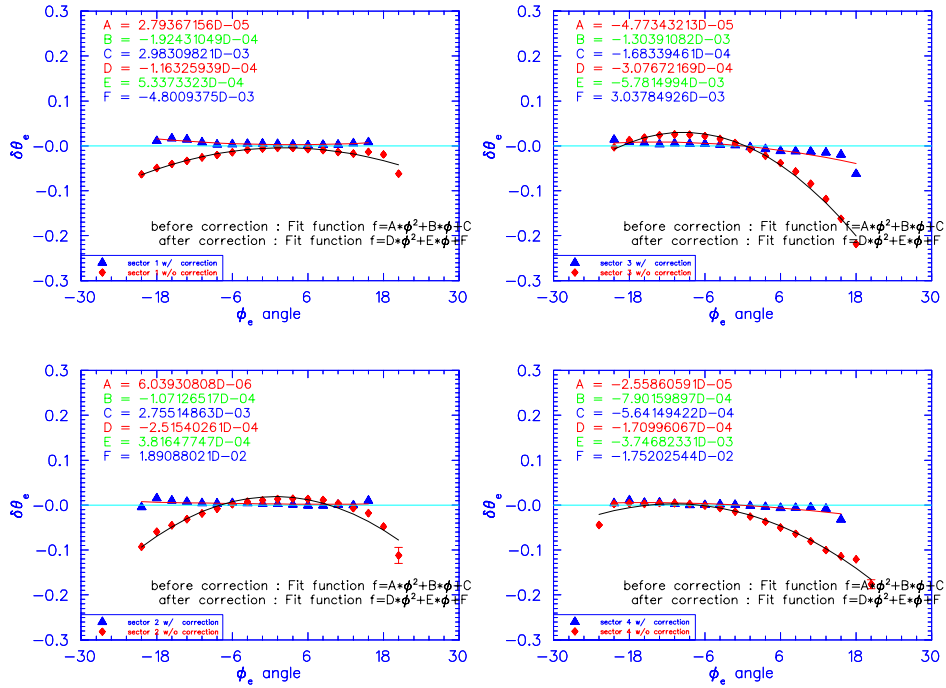 A = 2.79367156D-05
B = -1.92431049D-04
C = 2.98309821D-03
D = -1.16325939D-04
E = 5.3373323D-04
F = -4.8009375D-03
before correction : Fit function f=A*ϕ²+B*ϕ+C
after correction : Fit function f=D*ϕ²+E*ϕ+F
sector 1 w/ correction
sector 1 w/o correction
0.3
0.2
0.1
-0.0
-0.1
-0.2
-0.3
δθe
-30 -18 -6 6 18 30
ϕe angle
A = -4.77343213D-05
B = -1.30391082D-03
C = -1.68339461D-04
D = -3.07672169D-04
E = -5.7814994D-03
F = 3.03784926D-03
before correction : Fit function f=A*ϕ²+B*ϕ+C
after correction : Fit function f=D*ϕ²+E*ϕ+F
sector 3 w/ correction
sector 3 w/o correction
0.3
0.2
0.1
-0.0
-0.1
-0.2
-0.3
δθe
-30 -18 -6 6 18 30
ϕe angle
A = 6.03930808D-06
B = -1.07126517D-04
C = 2.75514863D-03
D = -2.51540261D-04
E = 3.81647747D-04
F = 1.89088021D-02
before correction : Fit function f=A*ϕ²+B*ϕ+C
after correction : Fit function f=D*ϕ²+E*ϕ+F
sector 2 w/ correction
sector 2 w/o correction
0.3
0.2
0.1
-0.0
-0.1
-0.2
-0.3
δθe
-30 -18 -6 6 18 30
ϕe angle
A = -2.55860591D-05
B = -7.90159897D-04
C = -5.64149422D-04
D = -1.70996067D-04
E = -3.74682331D-03
F = -1.75202544D-02
before correction : Fit function f=A*ϕ²+B*ϕ+C
after correction : Fit function f=D*ϕ²+E*ϕ+F
sector 4 w/ correction
sector 4 w/o correction
0.3
0.2
0.1
-0.0
-0.1
-0.2
-0.3
δθe
-30 -18 -6 6 18 30
ϕe angle